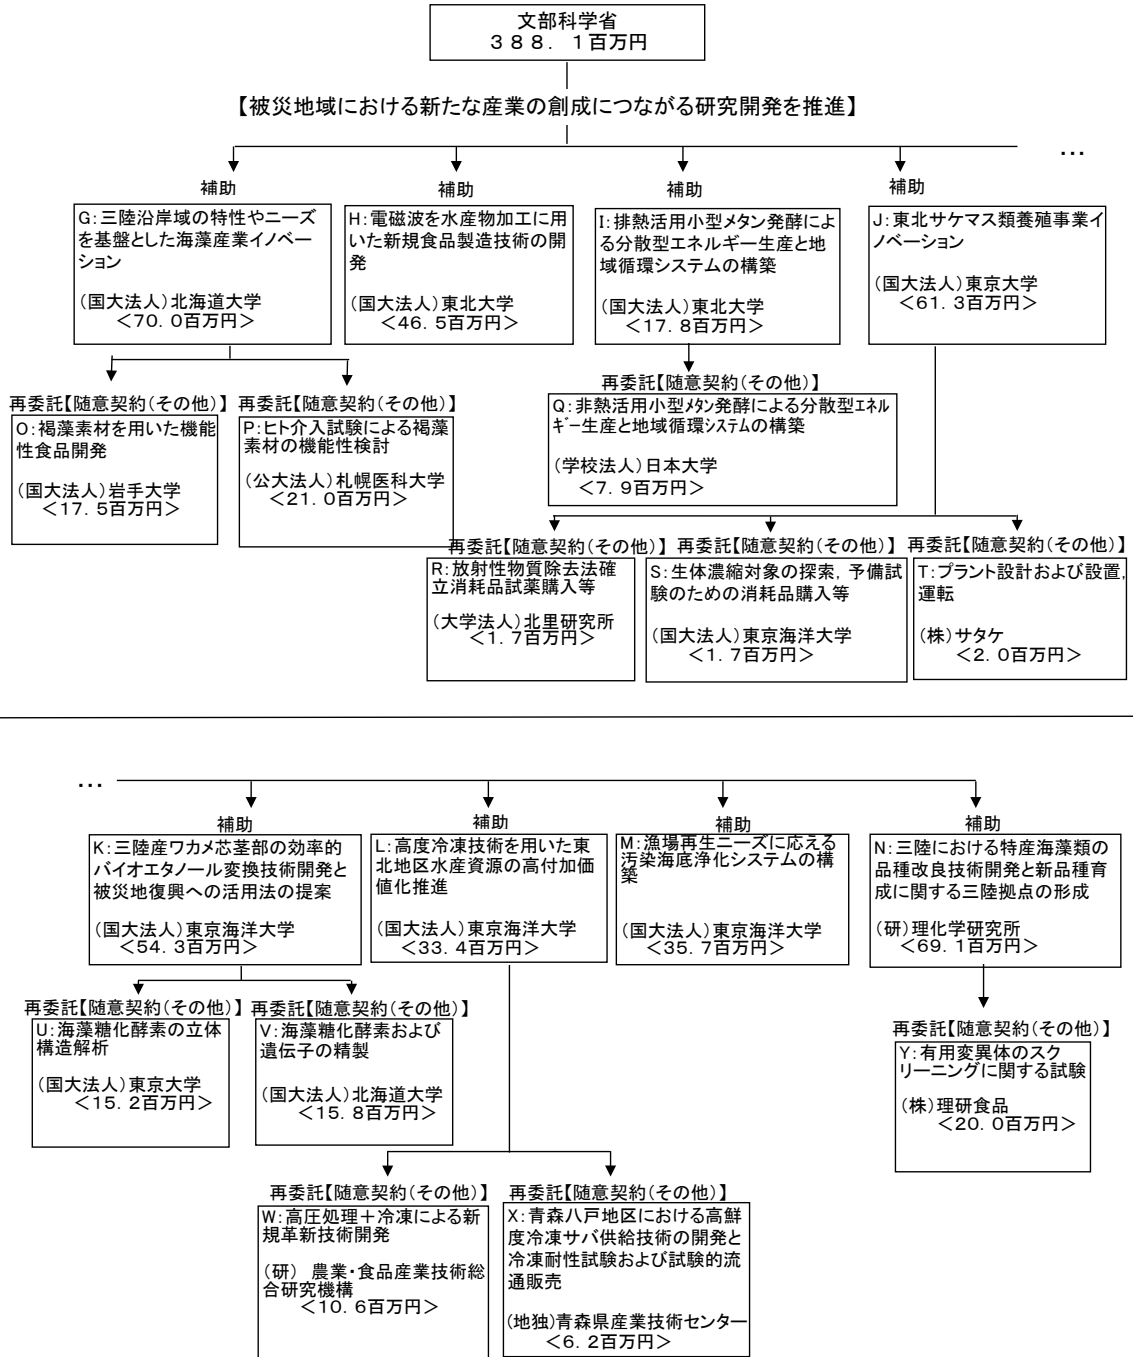 文部科学省
３８８．１百万円
【被災地域における新たな産業の創成につながる研究開発を推進】
…
補助
補助
補助
補助
G：三陸沿岸域の特性やニーズ
を基盤とした海藻産業イノベー
ション
（国大法人）北海道大学
＜70．0百万円＞
H：電磁波を水産物加工に用
いた新規食品製造技術の開
発
（国大法人）東北大学
＜46．5百万円＞
I：排熱活用小型メタン発酵によ
る分散型エネルギー生産と地
域循環システムの構築
（国大法人）東北大学
＜17．8百万円＞
J：東北サケマス類養殖事業イ
ノベーション
（国大法人）東京大学
＜61．3百万円＞
再委託【随意契約（その他）】
O：褐藻素材を用いた機能
性食品開発
（国大法人）岩手大学
＜17．5百万円＞
再委託【随意契約（その他）】
P：ヒト介入試験による褐藻
素材の機能性検討
（公大法人）札幌医科大学
＜21．0百万円＞
再委託【随意契約（その他）】
Q：非熱活用小型メタン発酵による分散型エネル
ギー生産と地域循環システムの構築
（学校法人）日本大学
＜7．9百万円＞
再委託【随意契約（その他）】
R：放射性物質除去法確
立消耗品試薬購入等
（大学法人）北里研究所
＜1．7百万円＞
再委託【随意契約（その他）】
S：生体濃縮対象の探索，予備試
験のための消耗品購入等
（国大法人）東京海洋大学
＜1．7百万円＞
再委託【随意契約（その他）】
T：プラント設計および設置，
運転
（株）サタケ
＜2．0百万円＞
…
補助
補助
補助
補助
K：三陸産ワカメ芯茎部の効率的
バイオエタノール変換技術開発と
被災地復興への活用法の提案
（国大法人）東京海洋大学
＜54．3百万円＞
L：高度冷凍技術を用いた東
北地区水産資源の高付加価
値化推進
（国大法人）東京海洋大学
＜33．4百万円＞
M：漁場再生ニーズに応える
汚染海底浄化システムの構
築
（国大法人）東京海洋大学
＜35．7百万円＞
N：三陸における特産海藻類の
品種改良技術開発と新品種育
成に関する三陸拠点の形成
（研）理化学研究所
＜69．1百万円＞
再委託【随意契約（その他）】
U：海藻糖化酵素の立体
構造解析
（国大法人）東京大学
＜15．2百万円＞
再委託【随意契約（その他）】
V：海藻糖化酵素および
遺伝子の精製
（国大法人）北海道大学
＜15．8百万円＞
再委託【随意契約（その他）】
Y：有用変異体のスク
リーニングに関する試験
（株）理研食品
＜20．0百万円＞
再委託【随意契約（その他）】
W：高圧処理＋冷凍による新
規革新技術開発
（研） 農業・食品産業技術総
合研究機構
＜10．6百万円＞
再委託【随意契約（その他）】
X：青森八戸地区における高鮮
度冷凍サバ供給技術の開発と
冷凍耐性試験および試験的流
通販売
（地独）青森県産業技術センター
＜6．2百万円＞